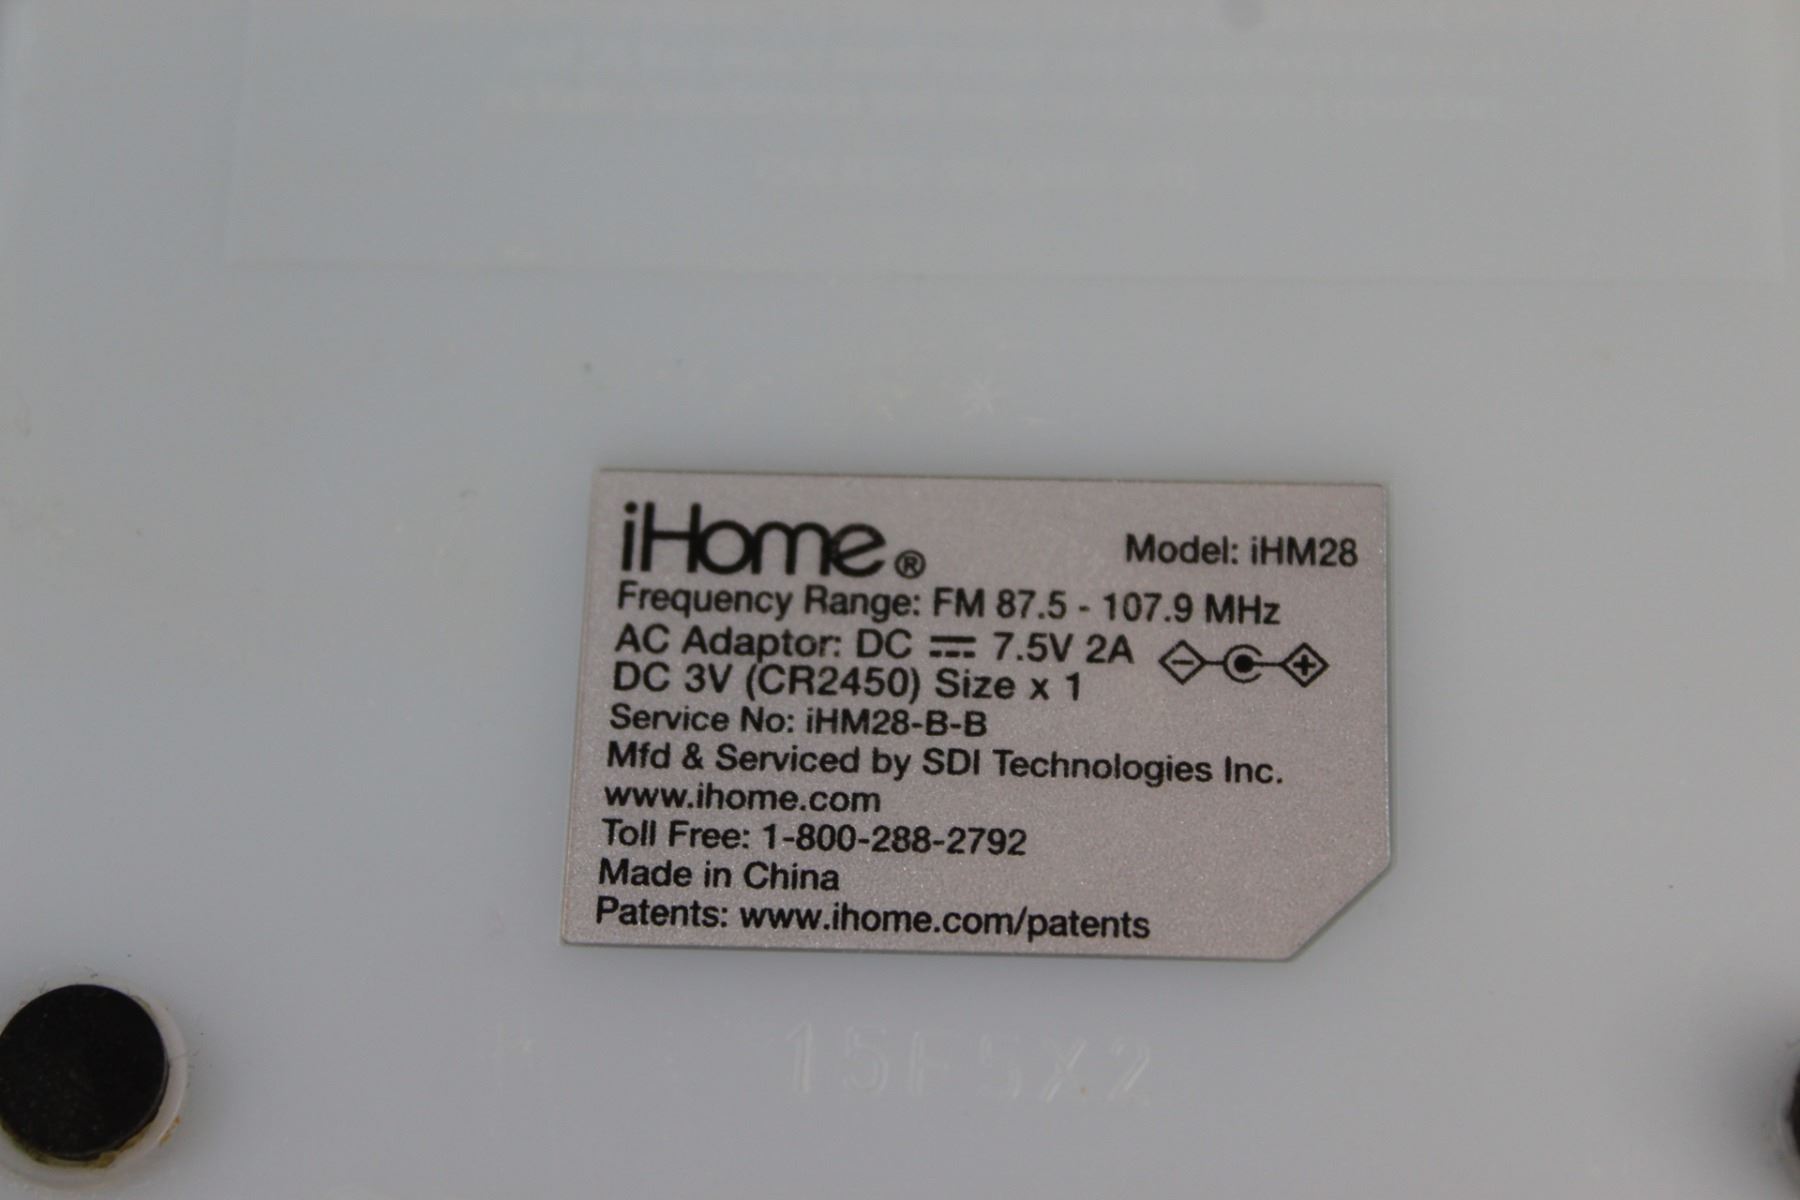 iHome®
Model: iHM28
Frequency Range: FM 87.5 - 107.9 MHz
AC Adaptor: DC ⎓ 7.5V 2A
DC 3V (CR2450) Size x 1
Service No: iHM28-B-B
Mfd & Serviced by SDI Technologies Inc.
www.ihome.com
Toll Free: 1-800-288-2792
Made in China
Patents: www.ihome.com/patents
15F5X2